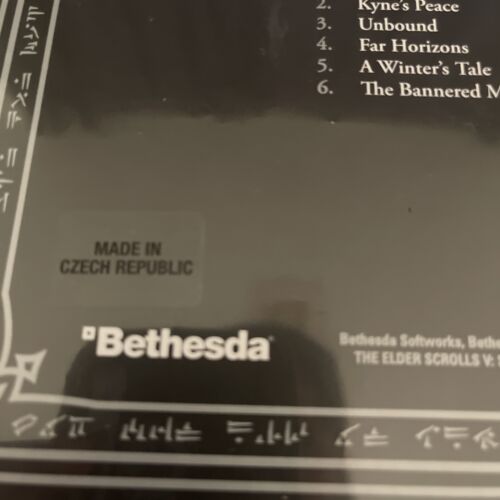 2. Kyne's Peace
3. Unbound
4. Far Horizons
5. A Winter's Tale
6. The Bannered M
MADE IN
CZECH REPUBLIC
Bethesda
Bethesda Softworks, Bethe
THE ELDER SCROLLS V: